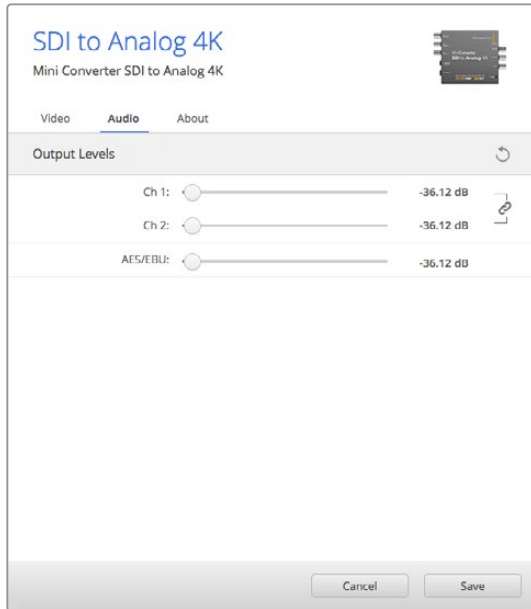 SDI to Analog 4K
Mini Converter SDI to Analog 4K
Video Audio About
Output Levels
Ch 1: -36.12 dB
Ch 2: -36.12 dB
AES/EBU: -36.12 dB
Cancel Save